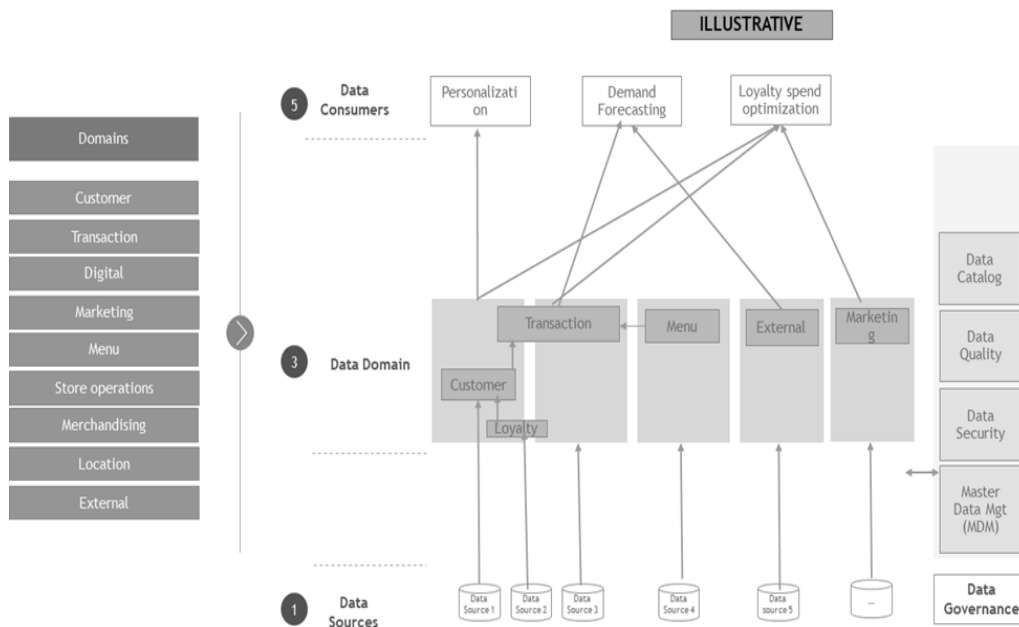 ILLUSTRATIVE
Domains
Customer
Transaction
Digital
Marketing
Menu
Store operations
Merchandising
Location
External
5
Data
Consumers
Personalizati
on
Demand
Forecasting
Loyalty spend
optimization
3
Data Domain
Transaction
Menu
External
Marketin
g
Customer
Loyalty
1
Data
Sources
Data
Source 1
Data
Source 2
Data
Source 3
Data
Source 4
Data
source 5
...
Data
Catalog
Data
Quality
Data
Security
Master
Data Mgt
(MDM)
Data
Governance